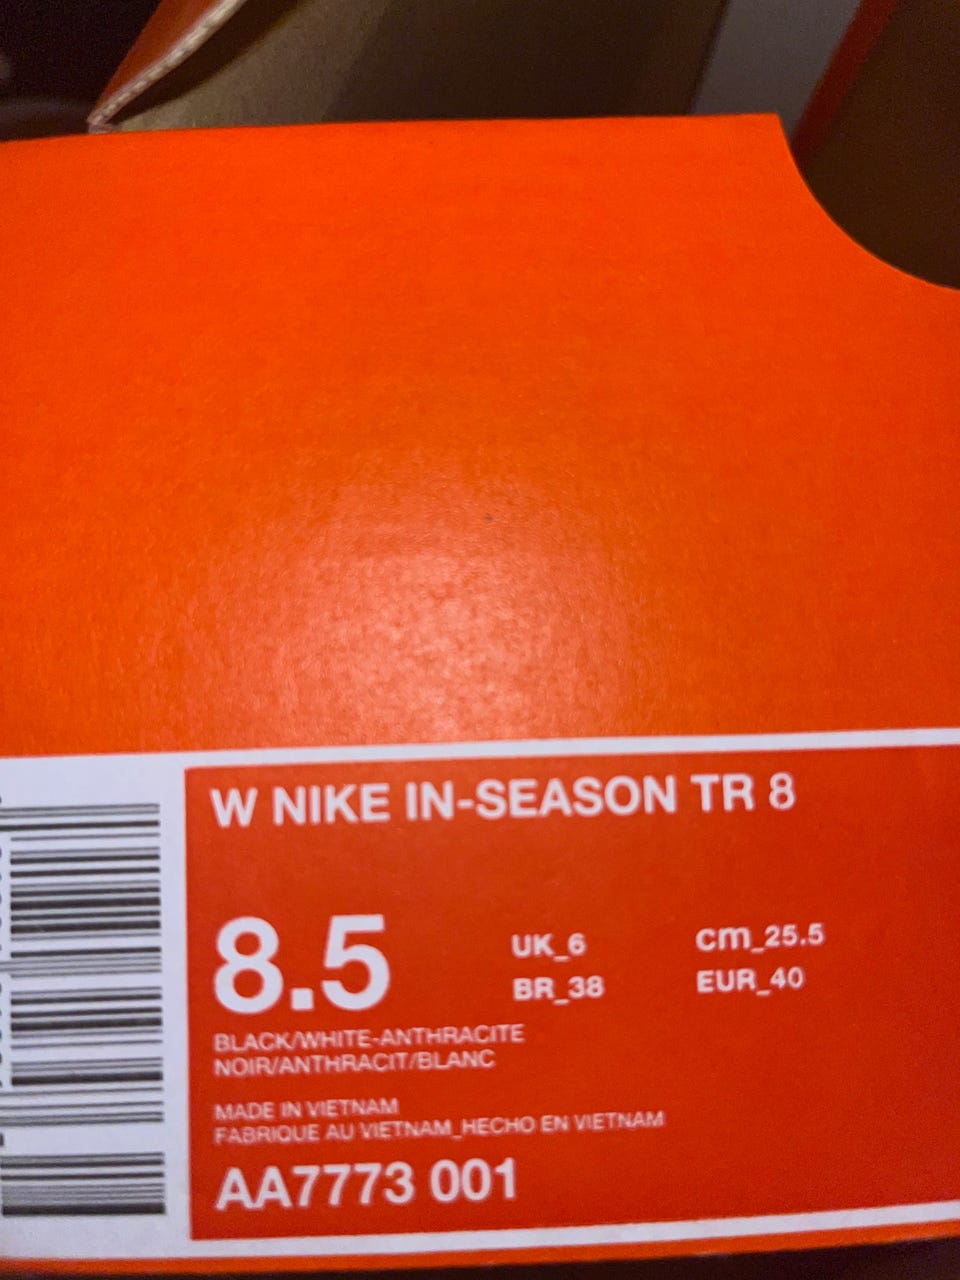 W NIKE IN-SEASON TR 8
8.5
UK_6
cm_25.5
BR_38
EUR_40
BLACK/WHITE-ANTHRACITE
NOIR/ANTHRACIT/BLANC
MADE IN VIETNAM
FABRIQUE AU VIETNAM_HECHO EN VIETNAM
AA7773 001